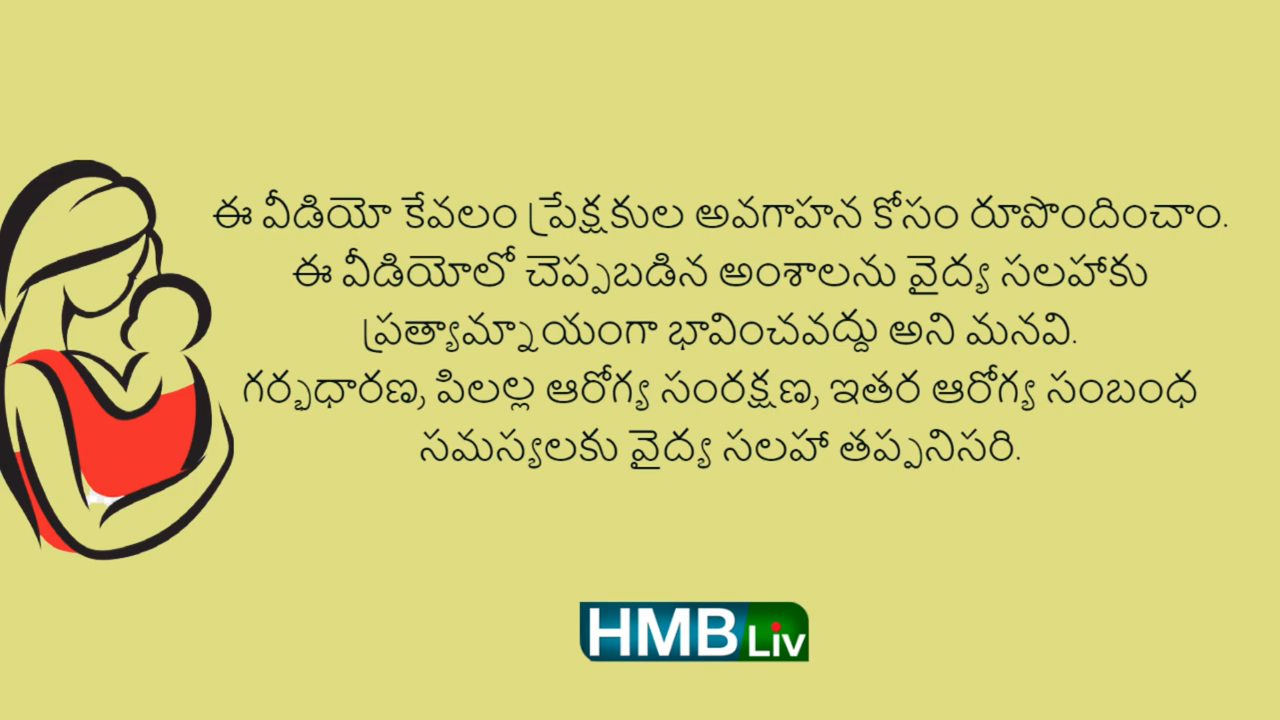 ఈ వీడియో కేవలం ప్రేక్షకుల అవగాహన కోసం రూపొందించాం.
ఈ వీడియోలో చెప్పబడిన అంశాలను వైద్య సలహాకు
ప్రత్యామ్నాయంగా భావించవద్దు అని మనవి.
గర్భధారణ, పిలల్ల ఆరోగ్య సంరక్షణ, ఇతర ఆరోగ్య సంబంధ
సమస్యలకు వైద్య సలహా తప్పనిసరి.
HMB Liv